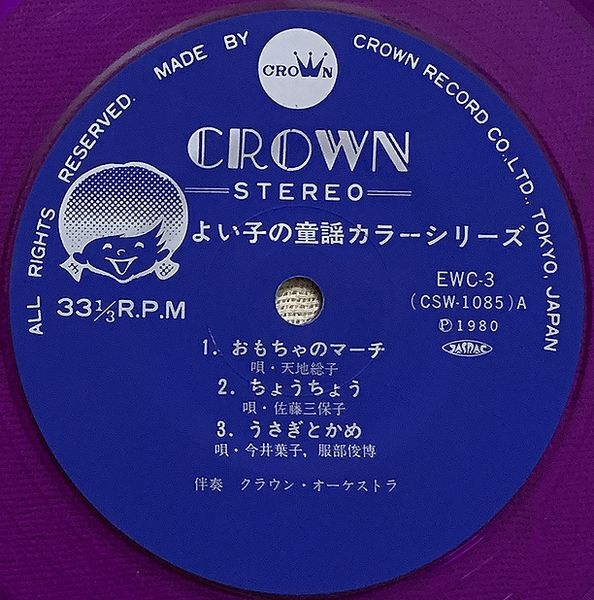 ALL RIGHTS RESERVED. MADE BY CROWN RECORD CO.,LTD., TOKYO, JAPAN
CROWN
CROWN
STEREO
よい子の童謡カラーシリーズ
33 1/3 R.P.M
EWC-3
(CSW-1085)A
Ⓟ1980
JASRAC
1. おもちゃのマーチ
唄・天地総子
2. ちょうちょう
唄・佐藤三保子
3. うさぎとかめ
唄・今井葉子, 服部俊博
伴奏 クラウン・オーケストラ